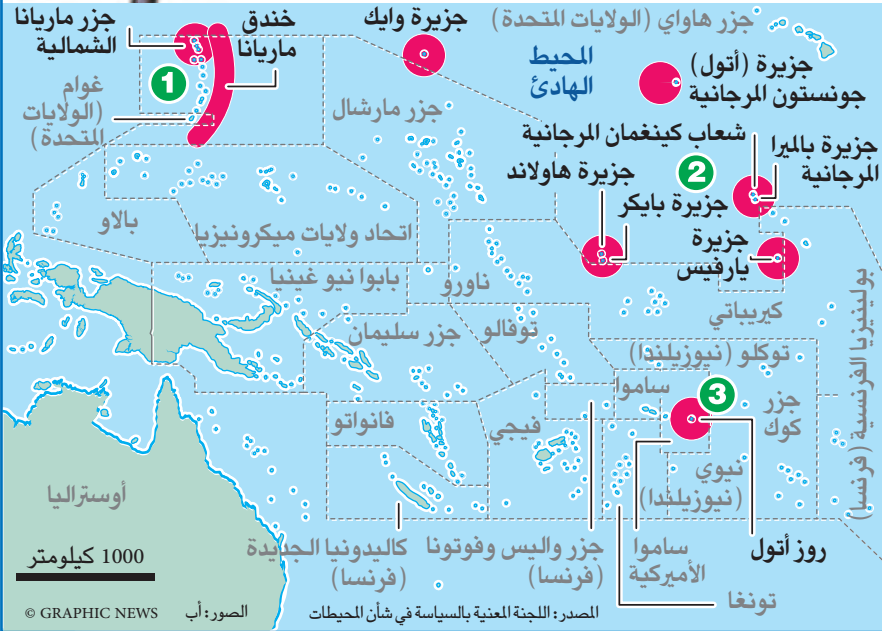 جزر هاواي (الولايات المتحدة)
جزيرة وايك
خندق
ماريانا
جزر ماريانا
الشمالية
المحيط
الهادئ
جزيرة (أتول)
جونستون المرجانية
1
غوام
(الولايات
المتحدة)
جزر مارشال
شعاب كينغمان المرجانية
جزيرة بالميرا
المرجانية
2
جزيرة هاولاند
جزيرة بايكر
بالاو
اتحاد ولايات ميكرونيزيا
جزيرة
يارفيس
بابوا نيو غينيا
ناورو
كيريباتي
بولينيزيا الفرنسية (فرنسا)
جزر سليمان
توفالو
توكلو (نيوزيلندا)
ساموا
3
جزر
كوك
فانواتو
فيجي
نيوي
(نيوزيلندا)
أوستراليا
روز أتول
ساموا
الأميركية
جزر واليس وفوتونا
(فرنسا)
كاليدونيا الجديدة
(فرنسا)
تونغا
1000 كيلومتر
المصدر: اللجنة المعنية بالسياسة في شأن المحيطات
الصور: أب
© GRAPHIC NEWS